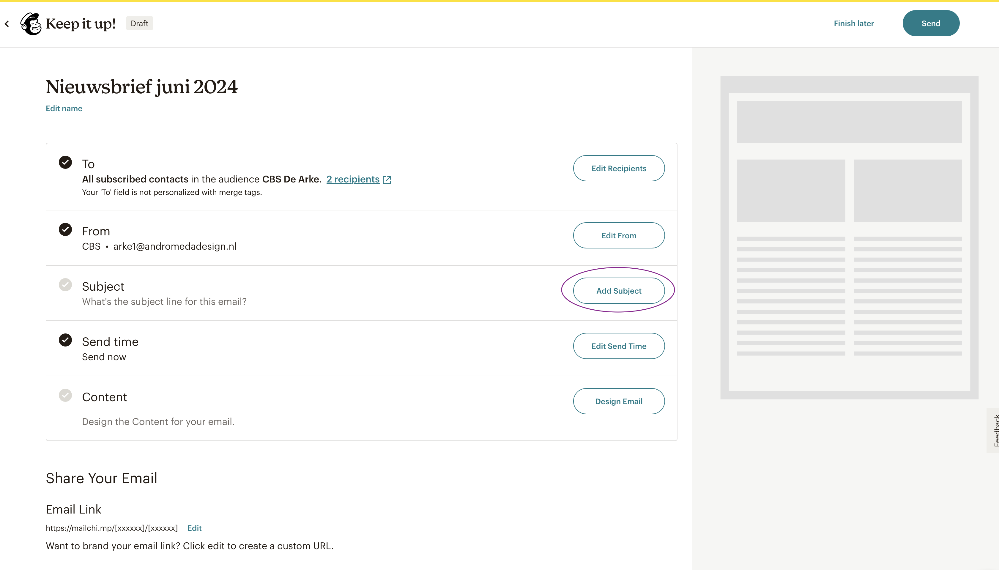 Keep it up! Draft Finish later Send
Nieuwsbrief juni 2024
Edit name
To
Edit Recipients
All subscribed contacts in the audience CBS De Arke. 2 recipients
Your 'To' field is not personalized with merge tags.
From
Edit From
CBS • arke1@andromedadesign.nl
Subject
Add Subject
What's the subject line for this email?
Send time
Edit Send Time
Send now
Content
Design Email
Design the Content for your email.
Feedback
Share Your Email
Email Link
https://mailchi.mp/[xxxxxx]/[xxxxxx] Edit
Want to brand your email link? Click edit to create a custom URL.